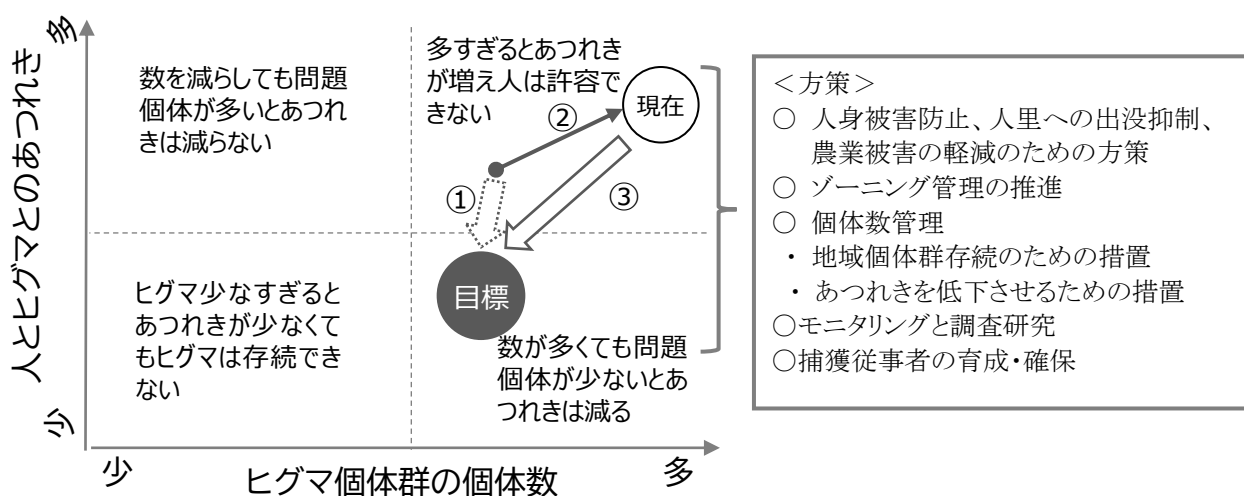 多
人とヒグマとのあつれき
少
数を減らしても問題
個体が多いとあつれ
きは減らない
多すぎるとあつれき
が増え人は許容で
きない
現在
②
①
③
目標
ヒグマ少なすぎると
あつれきが少なくて
もヒグマは存続でき
ない
数が多くても問題
個体が少ないとあ
つれきは減る
少
ヒグマ個体群の個体数
多
＜方策＞
○ 人身被害防止、人里への出没抑制、
農業被害の軽減のための方策
○ ゾーニング管理の推進
○ 個体数管理
・ 地域個体群存続のための措置
・ あつれきを低下させるための措置
○モニタリングと調査研究
○捕獲従事者の育成・確保